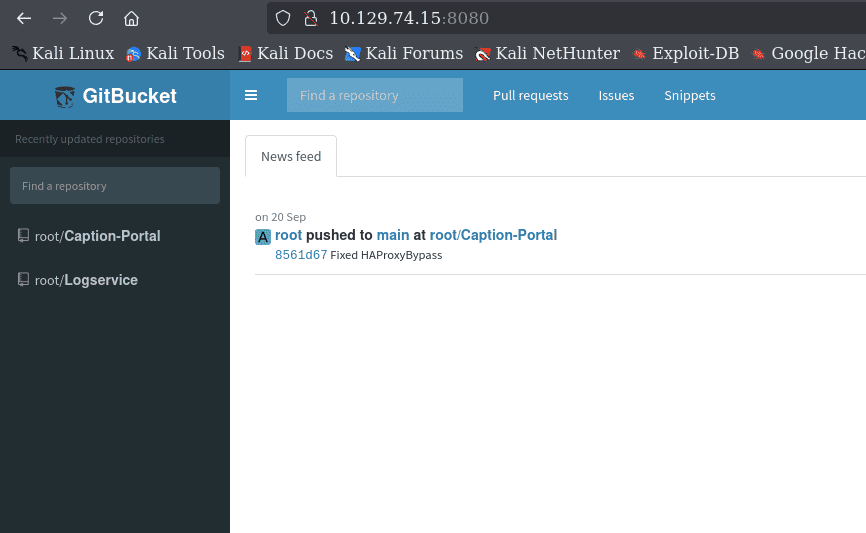 10.129.74.15:8080
Kali Linux Kali Tools Kali Docs Kali Forums Kali NetHunter Exploit-DB Google Hac
GitBucket Find a repository Pull requests Issues Snippets
Recently updated repositories
News feed
Find a repository
on 20 Sep
A root pushed to main at root/Caption-Portal
root/Caption-Portal
8561d67 Fixed HAProxyBypass
root/Logservice